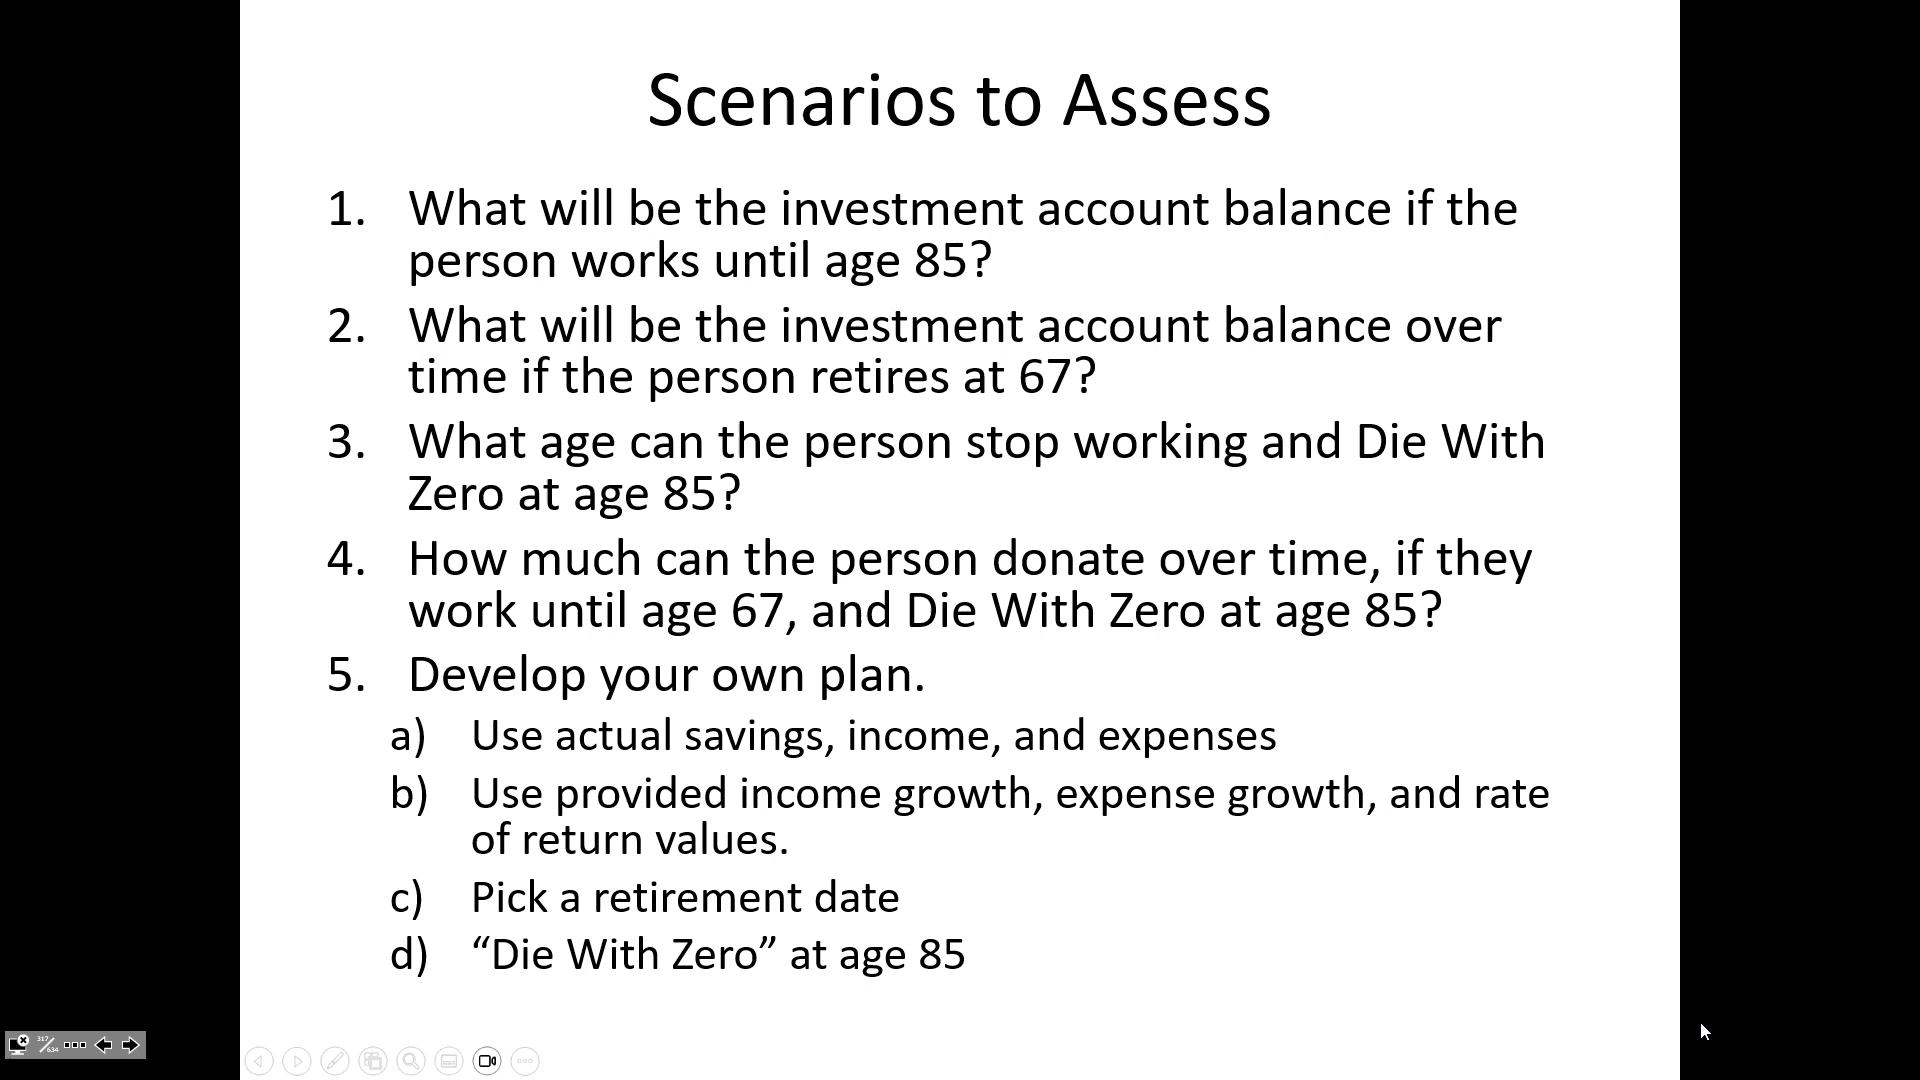 Scenarios to Assess
1. What will be the investment account balance if the
person works until age 85?
2. What will be the investment account balance over
time if the person retires at 67?
3. What age can the person stop working and Die With
Zero at age 85?
4. How much can the person donate over time, if they
work until age 67, and Die With Zero at age 85?
5. Develop your own plan.
a) Use actual savings, income, and expenses
b) Use provided income growth, expense growth, and rate
of return values.
c) Pick a retirement date
d) “Die With Zero” at age 85
317/634